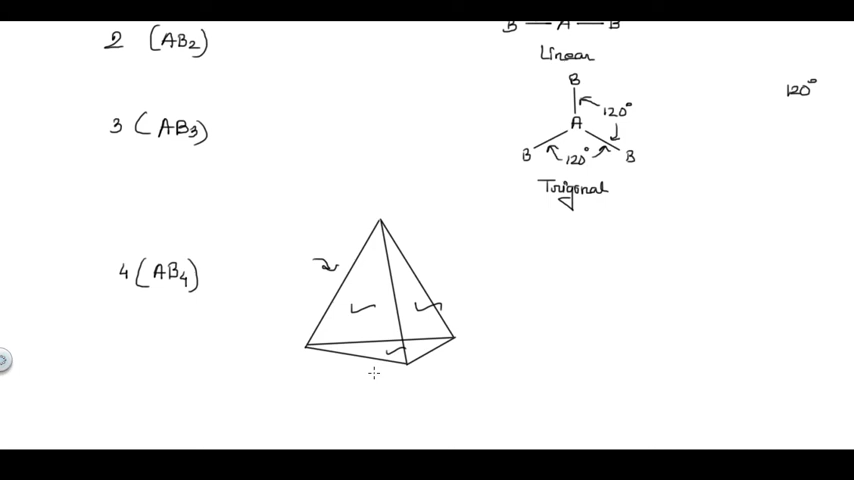 B — A — B
2 (AB2)
Linear
B
120°
120°
3 (AB3)
A
B
120°
B
Trigonal
4 (AB4)